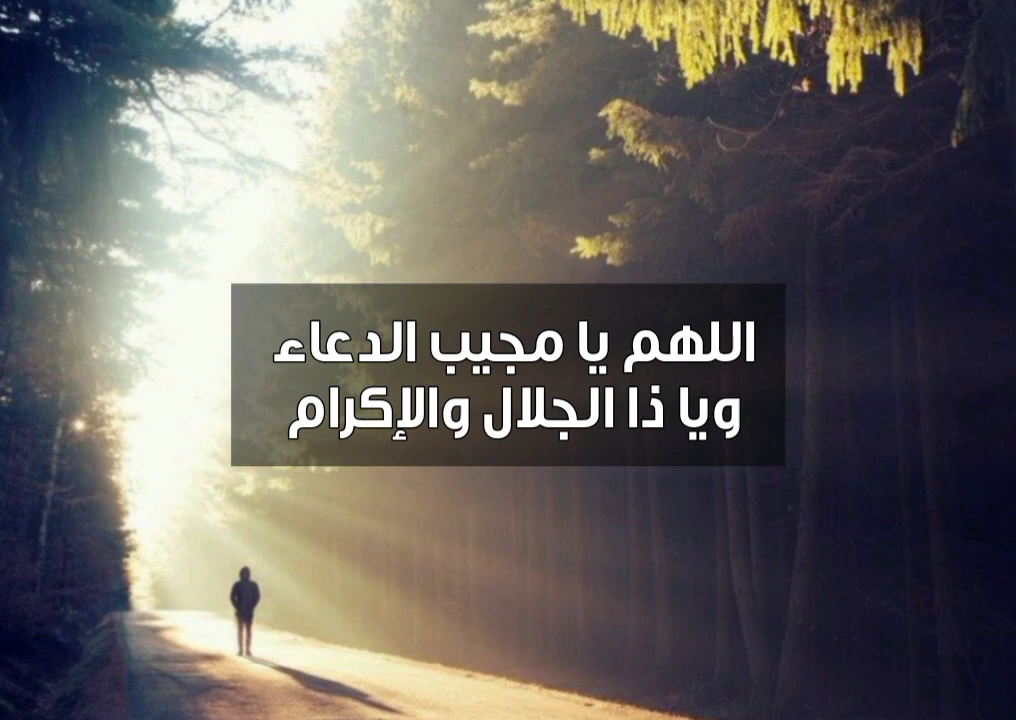 اللهم يا مجيب الدعاء
ويا ذا الجلال والإكرام